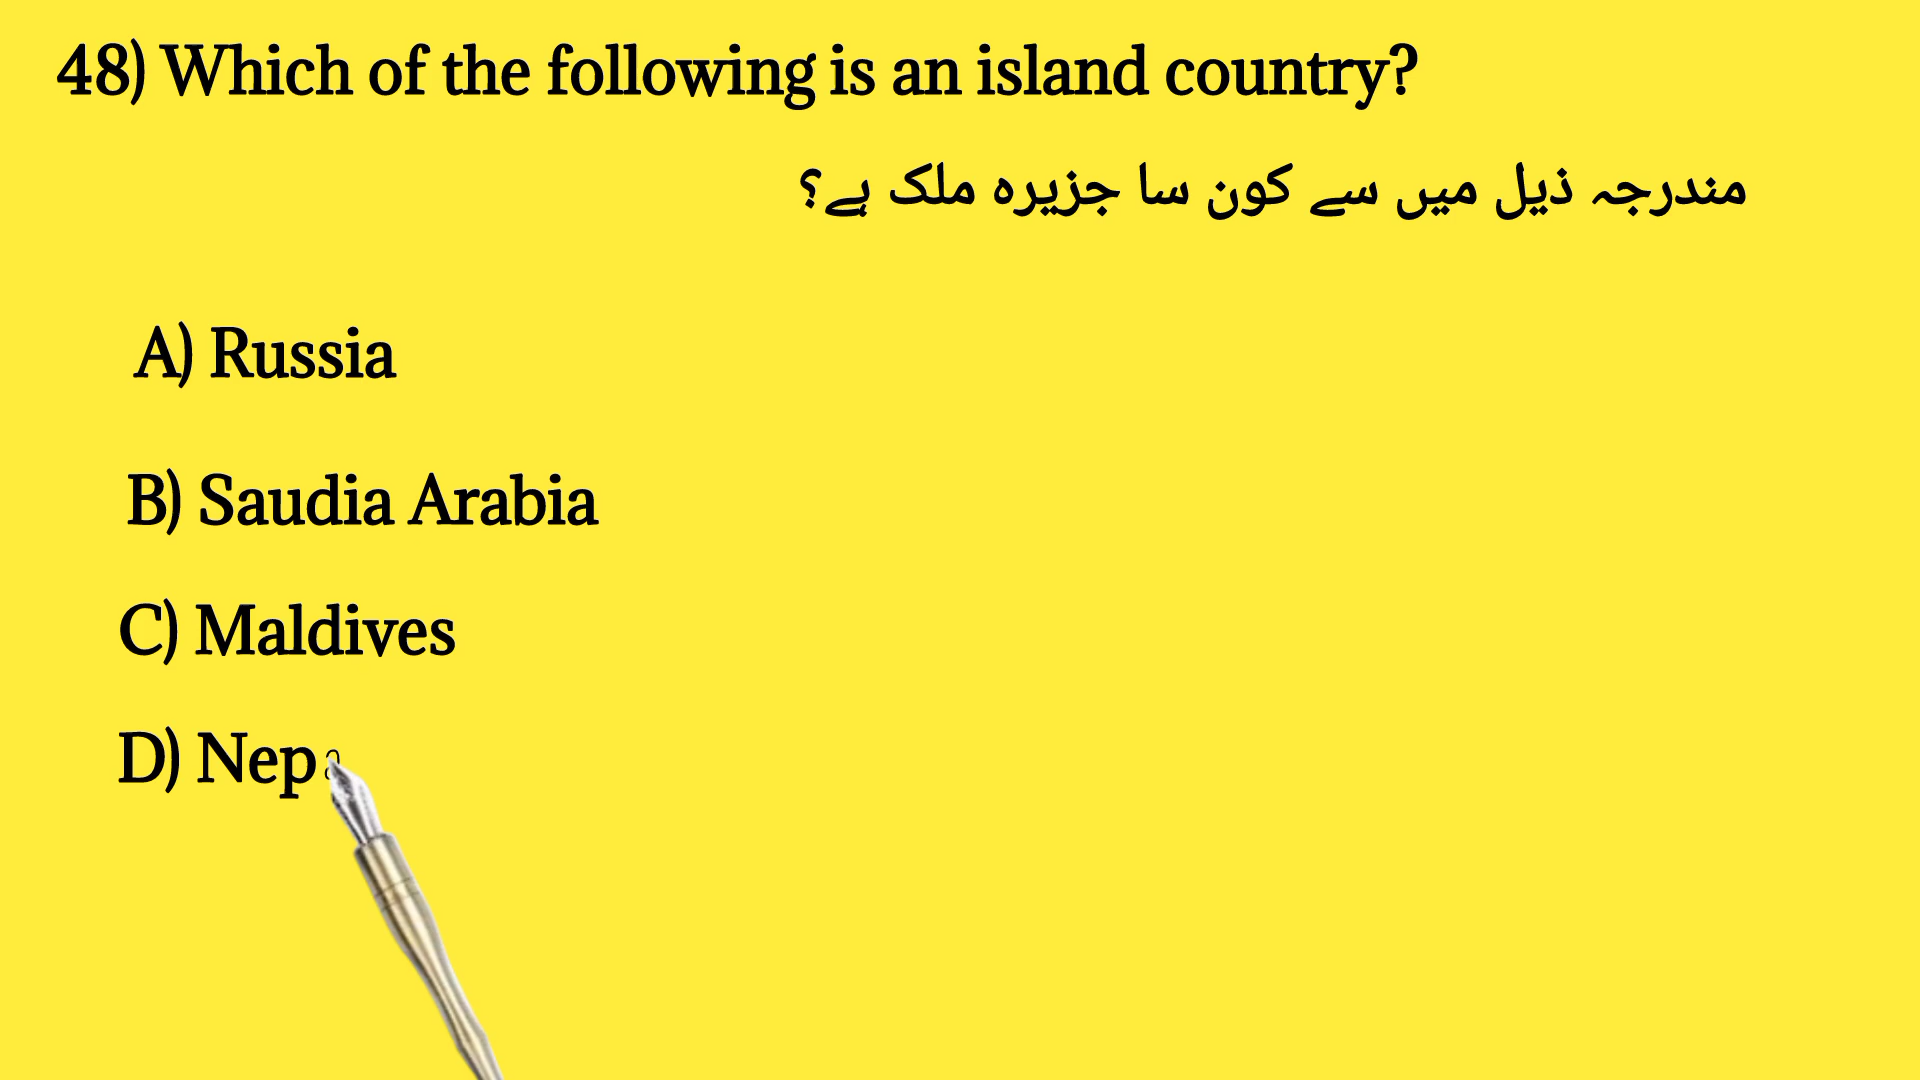 48) Which of the following is an island country?
مندرجہ ذیل میں سے کون سا جزیرہ ملک ہے؟
A) Russia
B) Saudia Arabia
C) Maldives
D) Nepa